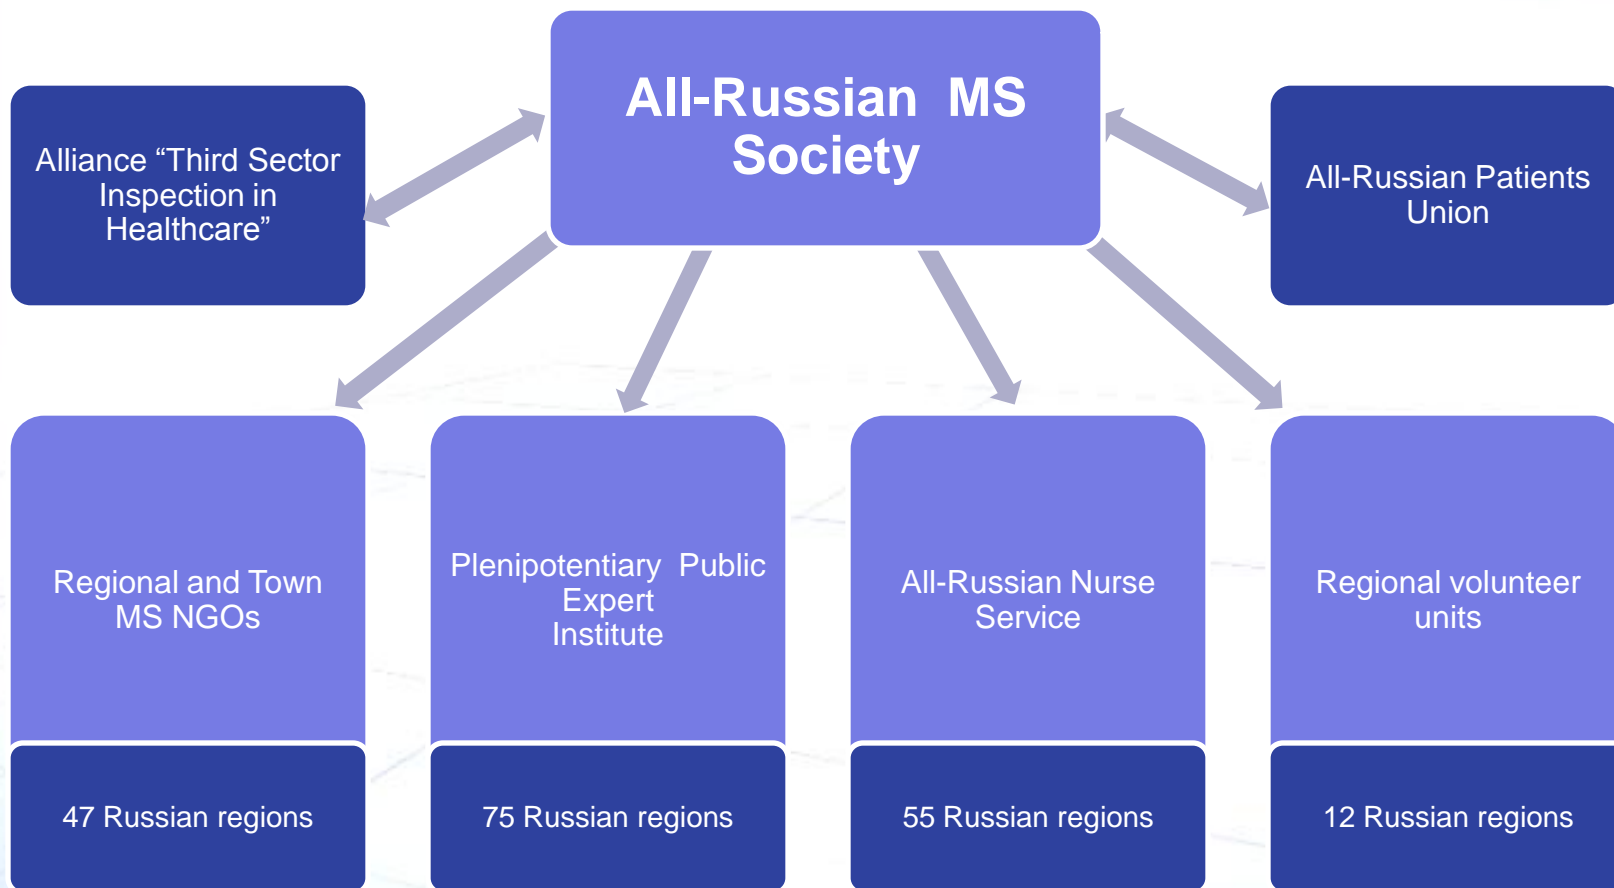 All-Russian MS
Society
Alliance “Third Sector
Inspection in
Healthcare”
All-Russian Patients
Union
Regional and Town
MS NGOs
Plenipotentiary Public
Expert
Institute
All-Russian Nurse
Service
Regional volunteer
units
47 Russian regions
75 Russian regions
55 Russian regions
12 Russian regions